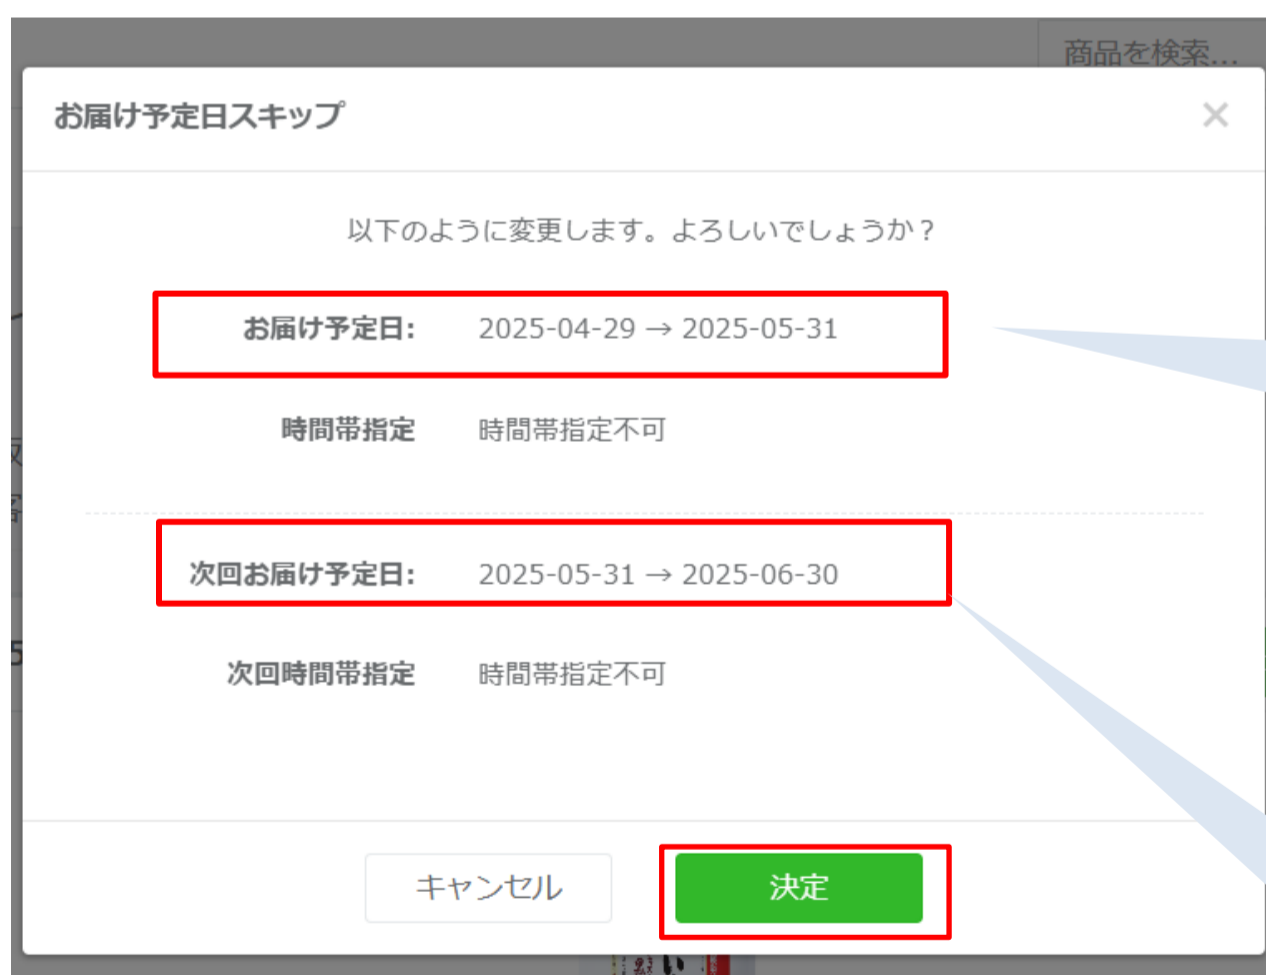 商品を検索...
お届け予定日スキップ
×
以下のように変更します。よろしいでしょうか？
お届け予定日: 2025-04-29 → 2025-05-31
時間帯指定 時間帯指定不可
次回お届け予定日: 2025-05-31 → 2025-06-30
次回時間帯指定 時間帯指定不可
キャンセル 決定